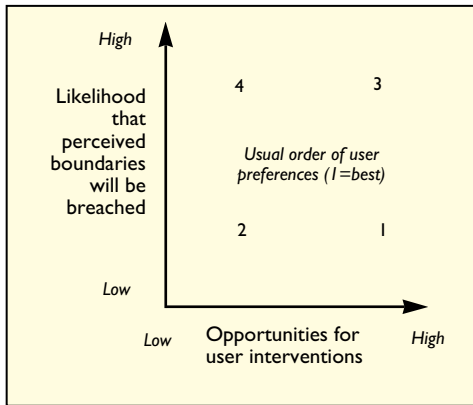 High
Likelihood
that
perceived
boundaries
will be
breached
4 3
Usual order of user
preferences (1=best)
2 1
Low
Low
Opportunities for
user interventions
High